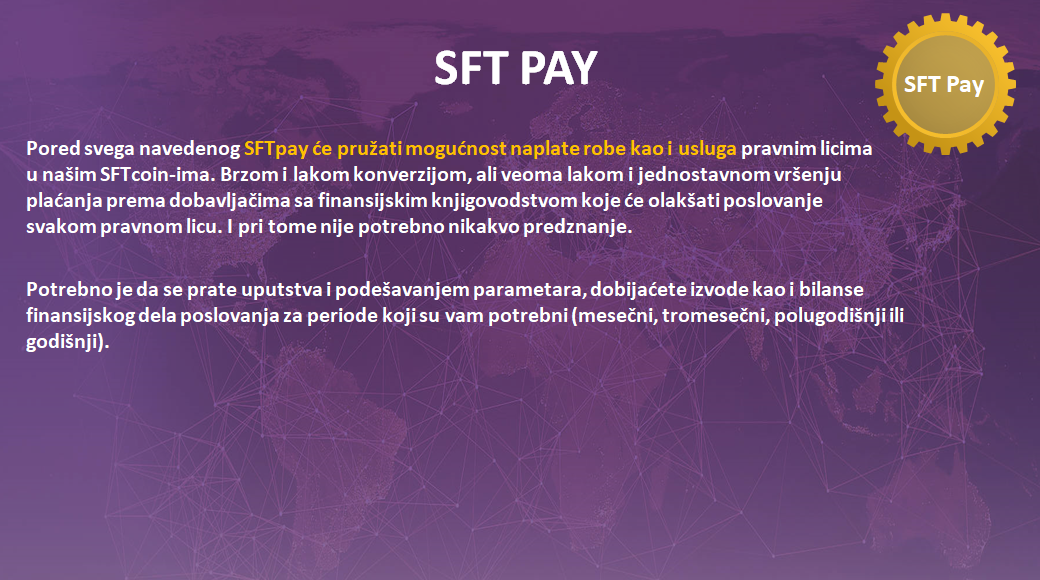 SFT PAY
SFT Pay
Pored svega navedenog SFTpay će pružati mogućnost naplate robe kao i usluga pravnim licima
u našim SFTcoin-ima. Brzom i lakom konverzijom, ali veoma lakom i jednostavnom vršenju
plaćanja prema dobavljačima sa finansijskim knjigovodstvom koje će olakšati poslovanje
svakom pravnom licu. I pri tome nije potrebno nikakvo predznanje.
Potrebno je da se prate uputstva i podešavanjem parametara, dobijaćete izvode kao i bilanse
finansijskog dela poslovanja za periode koji su vam potrebni (mesečni, tromesečni, polugodišnji ili
godišnji).